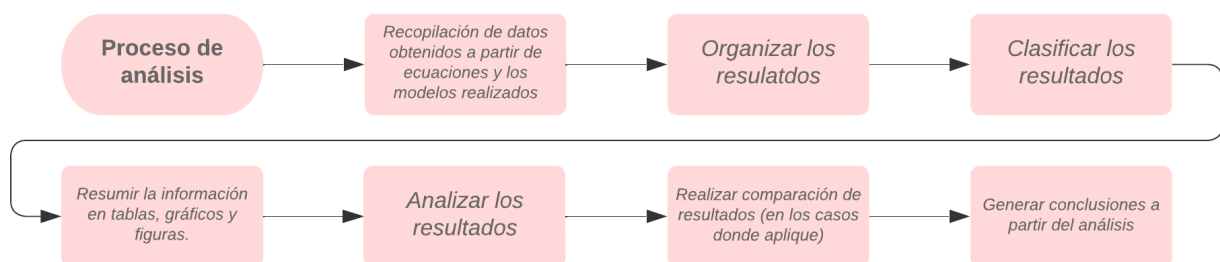 Proceso de
análisis
Recopilación de datos
obtenidos a partir de
ecuaciones y los
modelos realizados
Organizar los
resulatdos
Clasificar los
resultados
Resumir la información
en tablas, gráficos y
figuras.
Analizar los
resultados
Realizar comparación de
resultados (en los casos
donde aplique)
Generar conclusiones a
partir del análisis